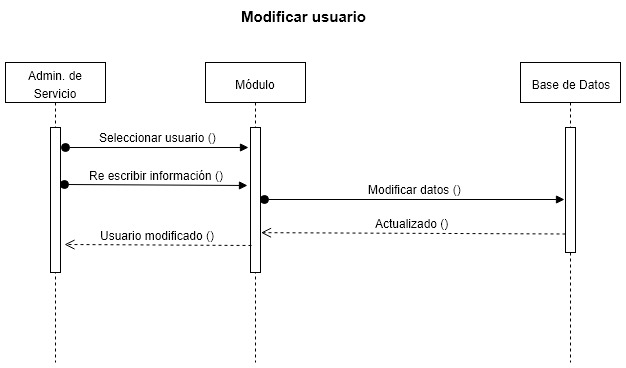 Modificar usuario
Admin. de
Servicio
Módulo
Base de Datos
Seleccionar usuario ()
Re escribir información ()
Modificar datos ()
Actualizado ()
Usuario modificado ()